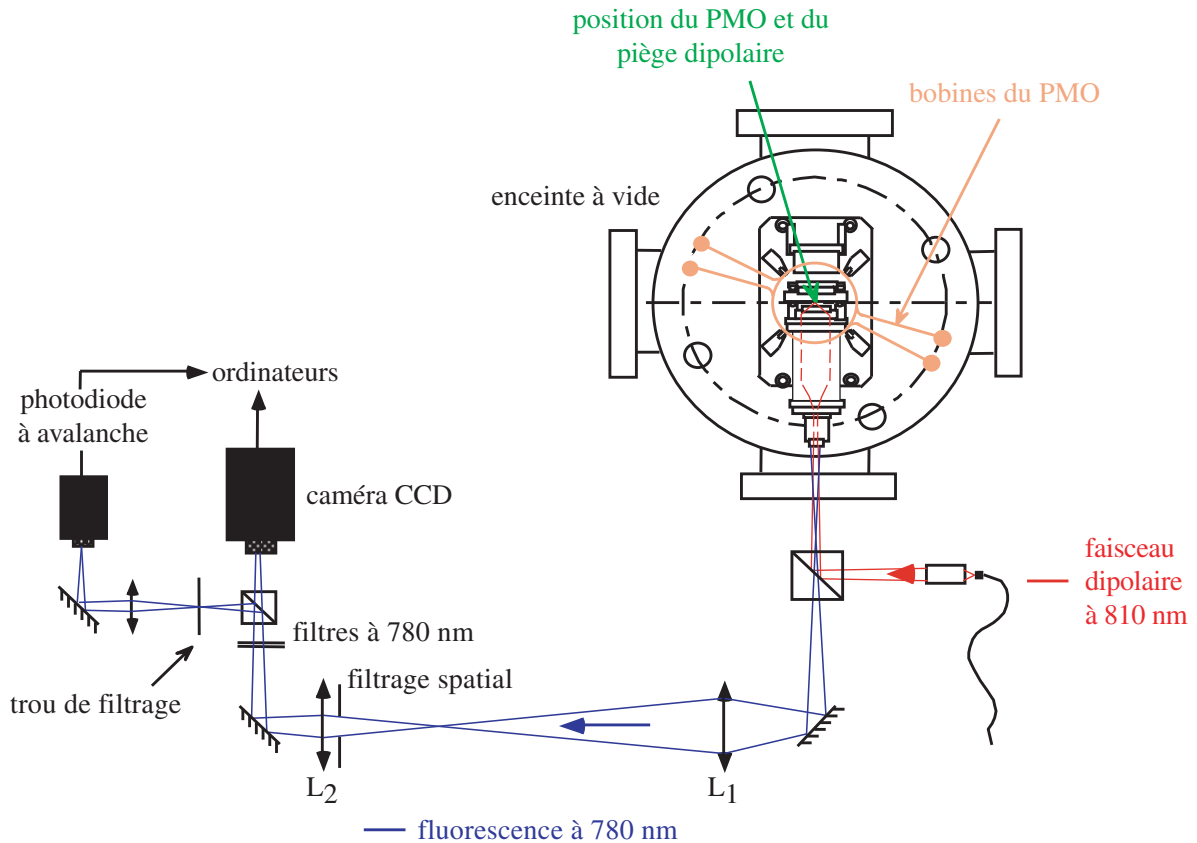 position du PMO et du
piège dipolaire
bobines du PMO
enceinte à vide
ordinateurs
photodiode
à avalanche
caméra CCD
faisceau
dipolaire
à 810 nm
filtres à 780 nm
filtrage spatial
trou de filtrage
L2
L1
fluorescence à 780 nm